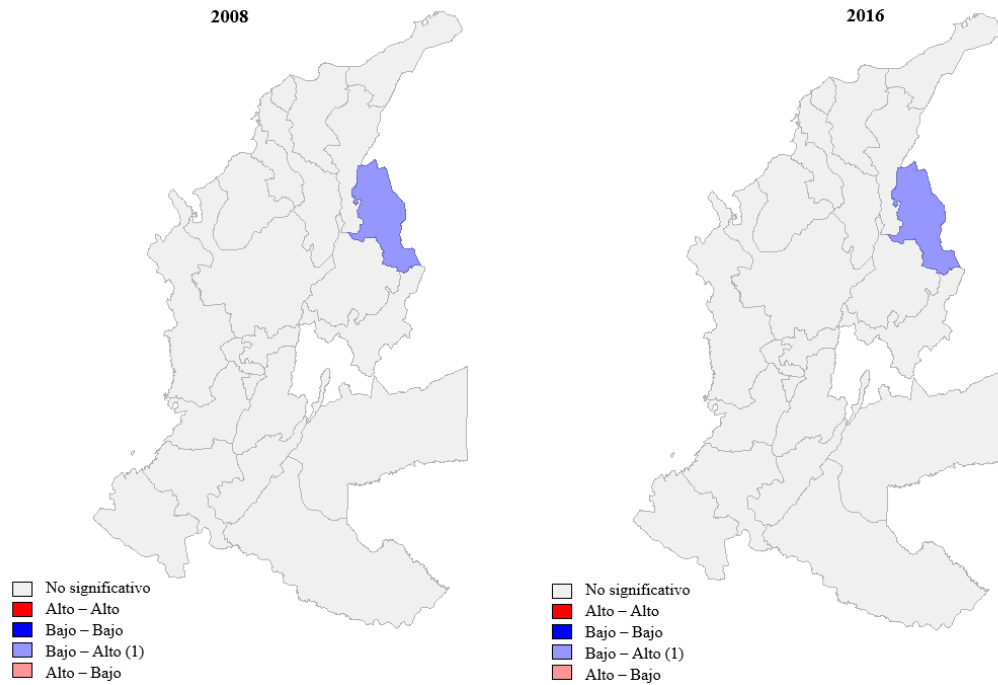 2008
No significativo
Alto – Alto
Bajo – Bajo
Bajo – Alto (1)
Alto – Bajo
2016
No significativo
Alto – Alto
Bajo – Bajo
Bajo – Alto (1)
Alto – Bajo